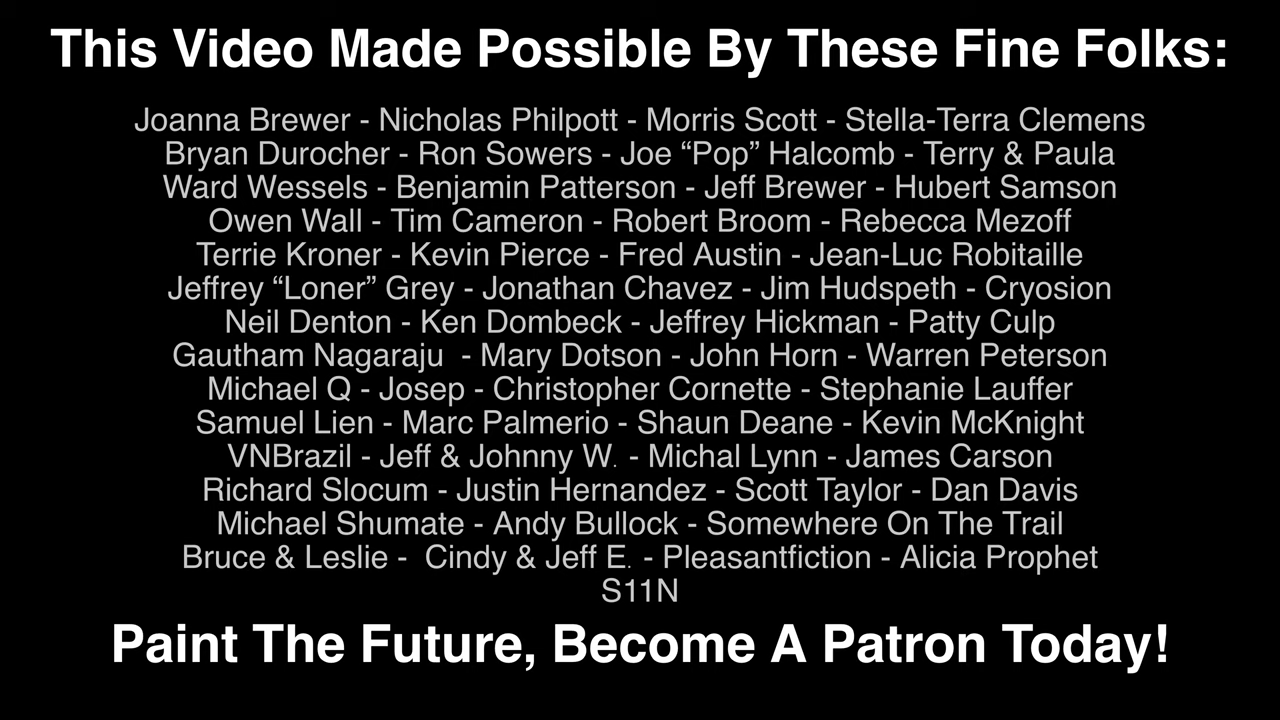 This Video Made Possible By These Fine Folks:
Joanna Brewer - Nicholas Philpott - Morris Scott - Stella-Terra Clemens
Bryan Durocher - Ron Sowers - Joe “Pop” Halcomb - Terry & Paula
Ward Wessels - Benjamin Patterson - Jeff Brewer - Hubert Samson
Owen Wall - Tim Cameron - Robert Broom - Rebecca Mezoff
Terrie Kroner - Kevin Pierce - Fred Austin - Jean-Luc Robitaille
Jeffrey “Loner” Grey - Jonathan Chavez - Jim Hudspeth - Cryosion
Neil Denton - Ken Dombeck - Jeffrey Hickman - Patty Culp
Gautham Nagaraju  - Mary Dotson - John Horn - Warren Peterson
Michael Q - Josep - Christopher Cornette - Stephanie Lauffer
Samuel Lien - Marc Palmerio - Shaun Deane - Kevin McKnight
VNBrazil - Jeff & Johnny W. - Michal Lynn - James Carson
Richard Slocum - Justin Hernandez - Scott Taylor - Dan Davis
Michael Shumate - Andy Bullock - Somewhere On The Trail
Bruce & Leslie -  Cindy & Jeff E. - Pleasantfiction - Alicia Prophet
S11N
Paint The Future, Become A Patron Today!